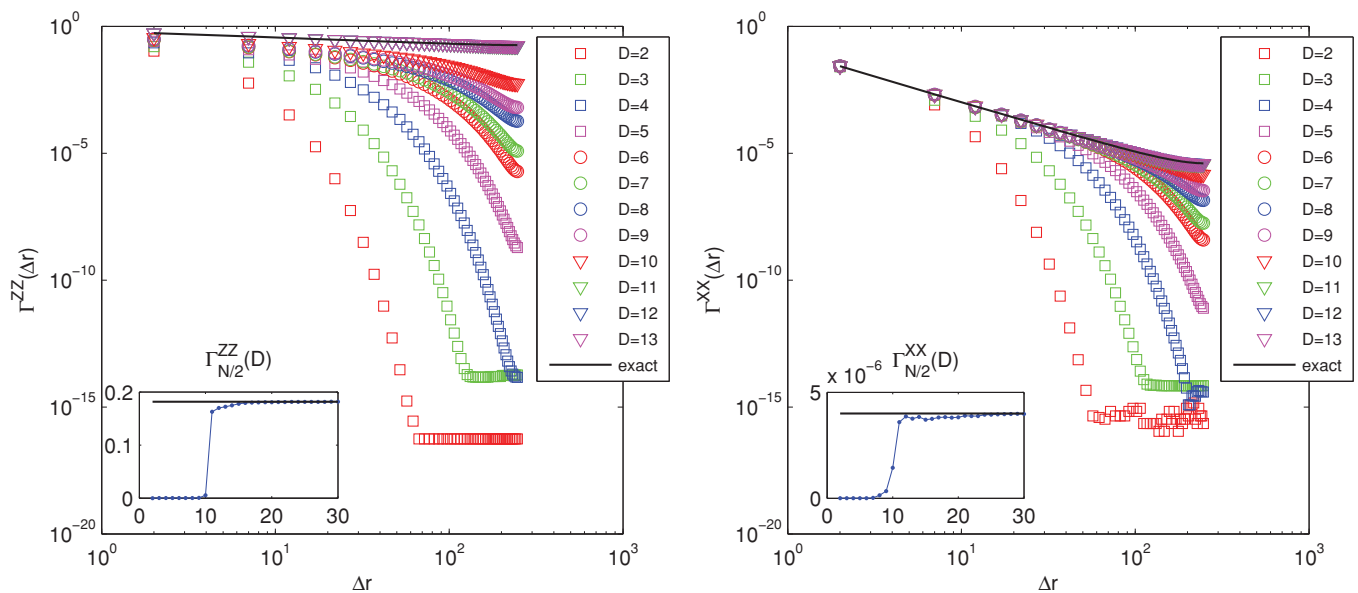 10^0
10^-5
10^-10
10^-15
10^-20
Γ^ZZ(Δr)
10^0
10^1
10^2
10^3
Δr
D=2
D=3
D=4
D=5
D=6
D=7
D=8
D=9
D=10
D=11
D=12
D=13
exact
Γ^ZZ_N/2(D)
0.2
0.1
0
0
10
20
30
10^0
10^-5
10^-10
10^-15
10^-20
Γ^XX(Δr)
10^0
10^1
10^2
10^3
Δr
D=2
D=3
D=4
D=5
D=6
D=7
D=8
D=9
D=10
D=11
D=12
D=13
exact
x 10^-6 Γ^XX_N/2(D)
5
0
0
10
20
30